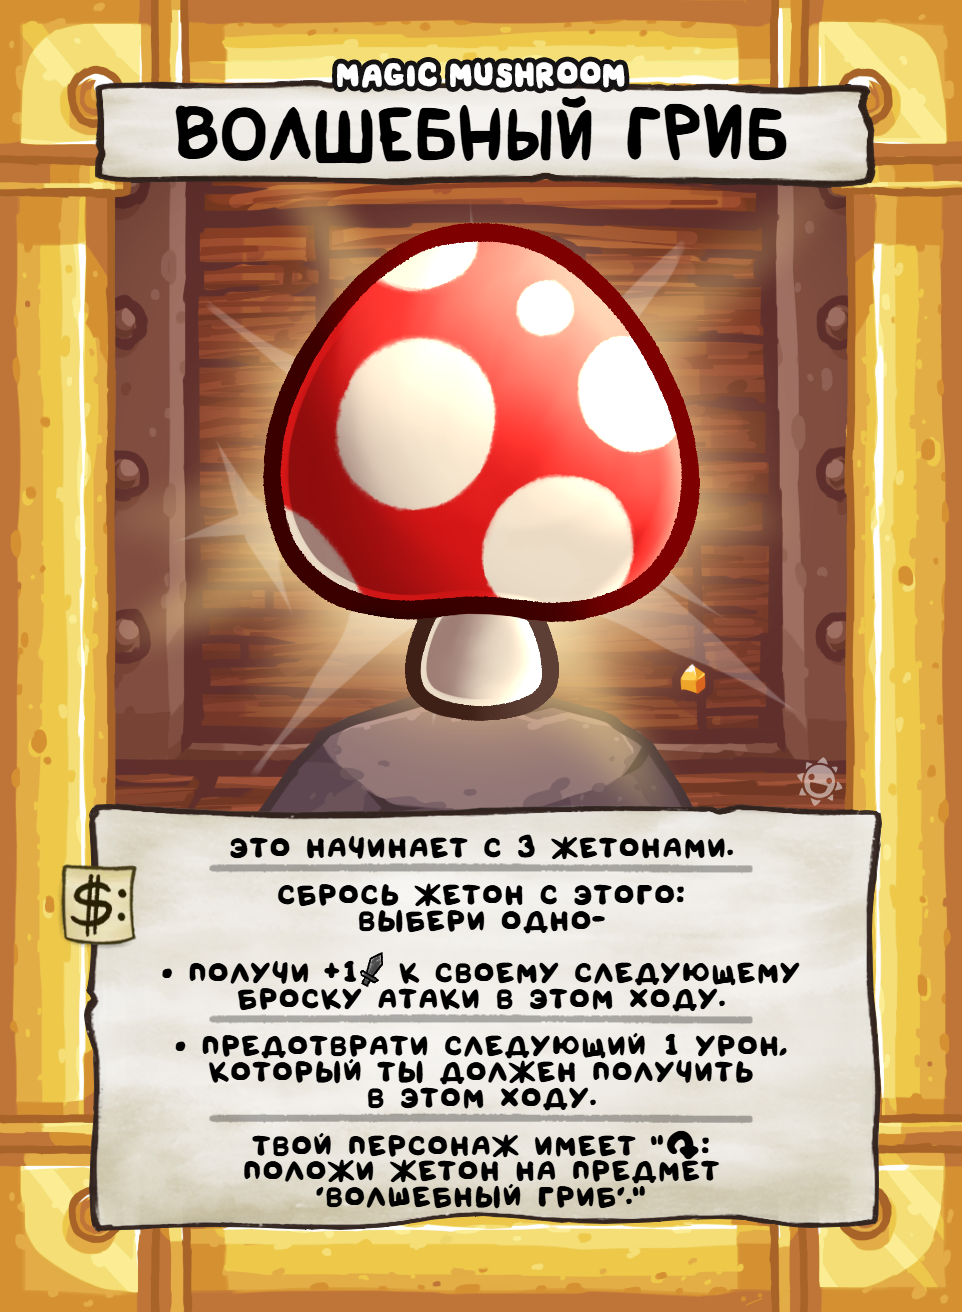 MAGIC MUSHROOM
ВОЛШЕБНЫЙ ГРИБ
ЭТО НАЧИНАЕТ С 3 ЖЕТОНАМИ.
$:
СБРОСЬ ЖЕТОН С ЭТОГО:
ВЫБЕРИ ОДНО-
• ПОЛУЧИ +1 К СВОЕМУ СЛЕДУЮЩЕМУ
БРОСКУ АТАКИ В ЭТОМ ХОДУ.
• ПРЕДОТВРАТИ СЛЕДУЮЩИЙ 1 УРОН,
КОТОРЫЙ ТЫ ДОЛЖЕН ПОЛУЧИТЬ
В ЭТОМ ХОДУ.
ТВОЙ ПЕРСОНАЖ ИМЕЕТ "↷:
ПОЛОЖИ ЖЕТОН НА ПРЕДМЕТ
'ВОЛШЕБНЫЙ ГРИБ'."